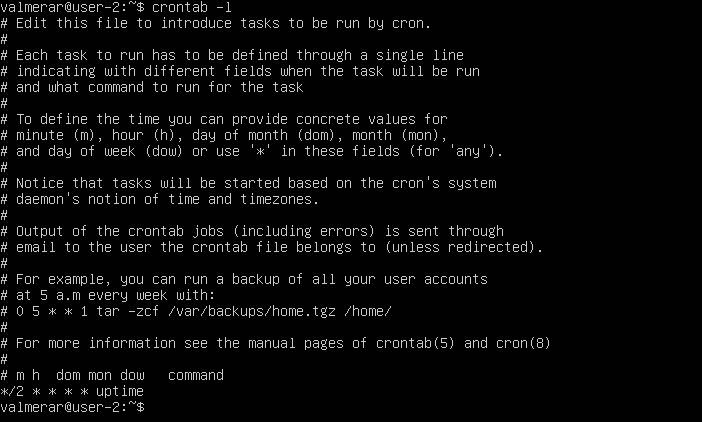 valmerar@user-2:~$ crontab -l
# Edit this file to introduce tasks to be run by cron.
#
# Each task to run has to be defined through a single line
# indicating with different fields when the task will be run
# and what command to run for the task
#
# To define the time you can provide concrete values for
# minute (m), hour (h), day of month (dom), month (mon),
# and day of week (dow) or use '*' in these fields (for 'any').
#
# Notice that tasks will be started based on the cron's system
# daemon's notion of time and timezones.
#
# Output of the crontab jobs (including errors) is sent through
# email to the user the crontab file belongs to (unless redirected).
#
# For example, you can run a backup of all your user accounts
# at 5 a.m every week with:
# 0 5 * * 1 tar -zcf /var/backups/home.tgz /home/
#
# For more information see the manual pages of crontab(5) and cron(8)
#
# m h  dom mon dow   command
*/2 * * * * uptime
valmerar@user-2:~$